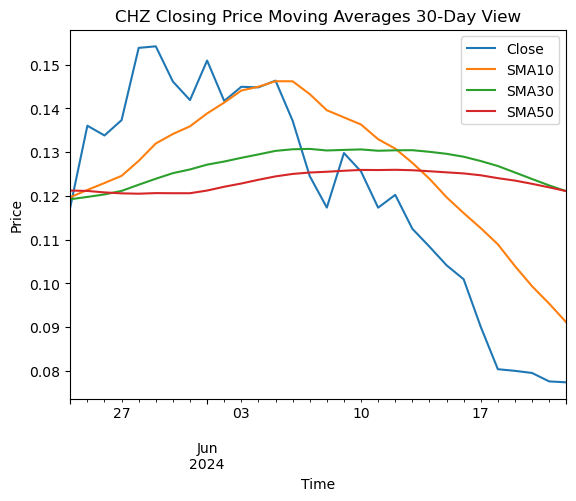 CHZ Closing Price Moving Averages 30-Day View
Close
SMA10
SMA30
SMA50
Price
0.15
0.14
0.13
0.12
0.11
0.10
0.09
0.08
27 03 10 17
Jun
2024
Time